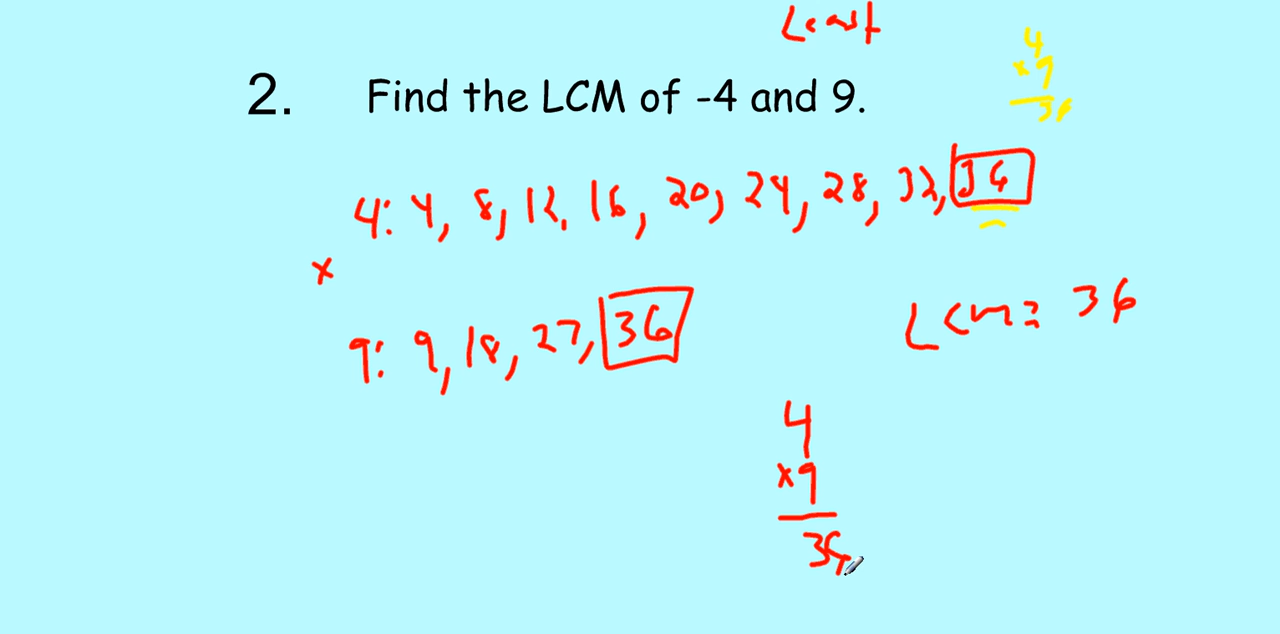 Least
2. Find the LCM of -4 and 9.
4
x 9
36
4: 4, 8, 12, 16, 20, 24, 28, 32, 36
x
9: 9, 18, 27, 36
LCM = 36
4
x 9
36